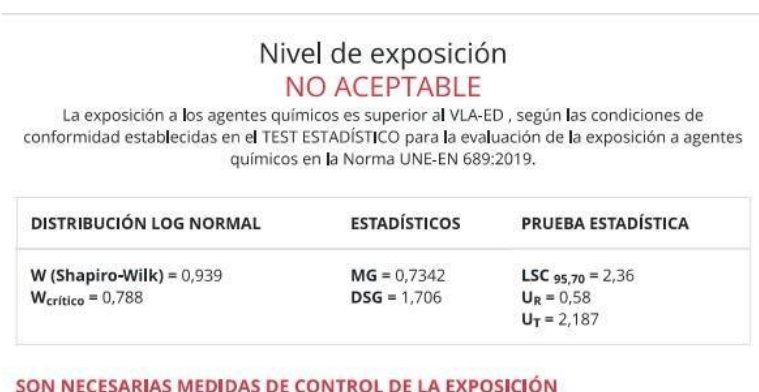 Nivel de exposición
NO ACEPTABLE
La exposición a los agentes químicos es superior al VLA-ED , según las condiciones de
conformidad establecidas en el TEST ESTADÍSTICO para la evaluación de la exposición a agentes
químicos en la Norma UNE-EN 689:2019.
DISTRIBUCIÓN LOG NORMAL ESTADÍSTICOS PRUEBA ESTADÍSTICA
W (Shapiro-Wilk) = 0,939 MG = 0,7342 LSC 95,70 = 2,36
Wcrítico = 0,788 DSG = 1,706 UR = 0,58
UT = 2,187
SON NECESARIAS MEDIDAS DE CONTROL DE LA EXPOSICIÓN